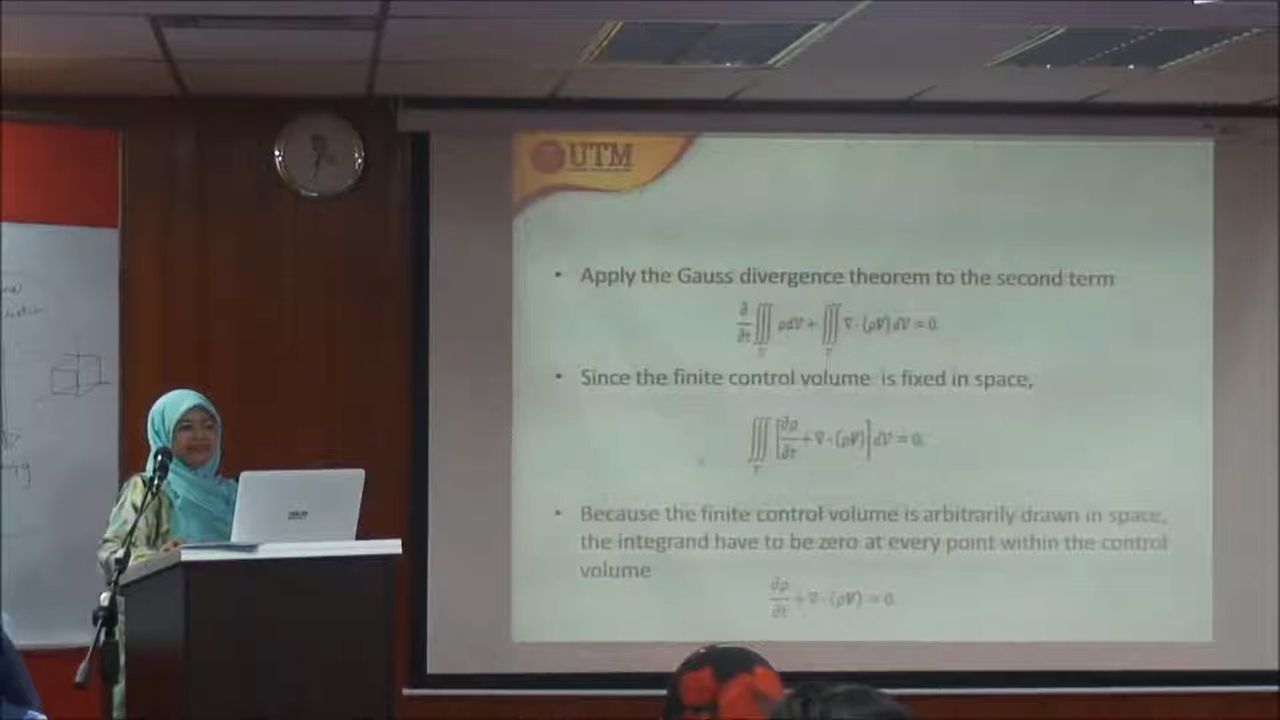 UTM
• Apply the Gauss divergence theorem to the second term
∂/∂t ∭_V ρdV + ∭_V ∇·(ρV) dV = 0.
• Since the finite control volume is fixed in space,
∭_V [∂ρ/∂t + ∇·(ρV)] dV = 0.
• Because the finite control volume is arbitrarily drawn in space,
the integrand have to be zero at every point within the control
volume
∂ρ/∂t + ∇·(ρV) = 0.
ASUS